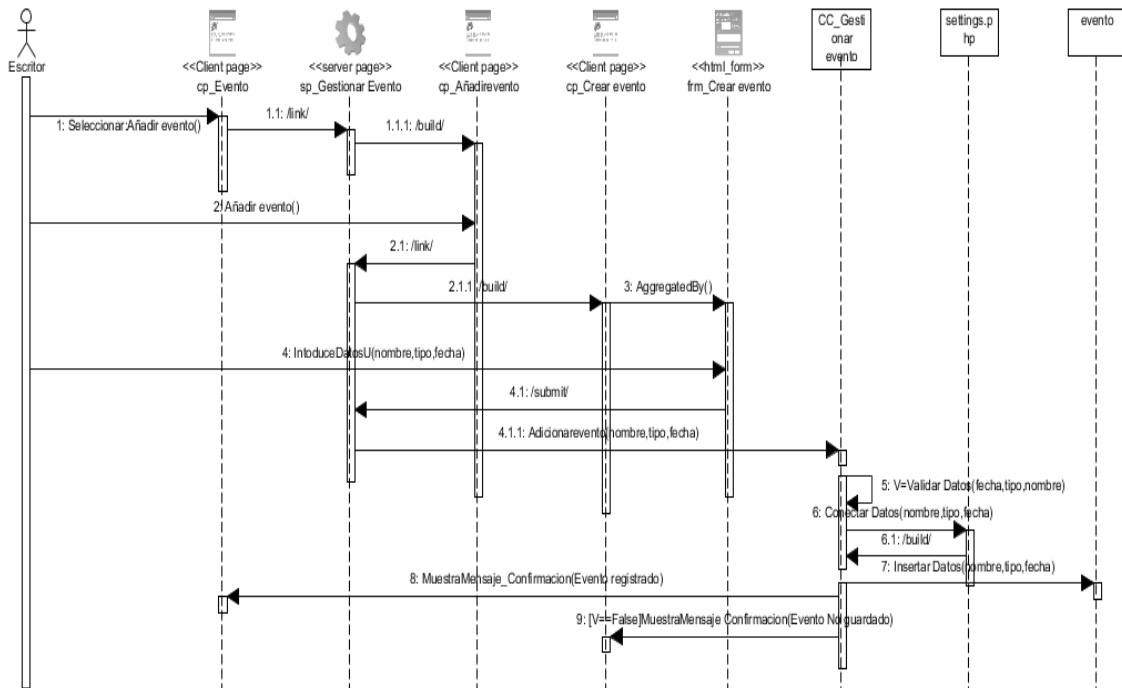 CC_Gesti
onar
evento
settings.p
hp
evento
Escritor
<<Client page>>
cp_Evento
<<server page>>
sp_Gestionar Evento
<<Client page>>
cp_Añadirevento
<<Client page>>
cp_Crear evento
<<html_form>>
frm_Crear evento
1: Seleccionar:Añadir evento()
1.1: /link/
1.1.1: /build/
2: Añadir evento()
2.1: /link/
2.1.1: /build/
3: AggregatedBy()
4: IntoduceDatosU(nombre,tipo,fecha)
4.1: /submit/
4.1.1: Adicionarevento(nombre,tipo,fecha)
5: V=Validar Datos(fecha,tipo,nombre)
6: Conectar Datos(nombre,tipo,fecha)
6.1: /build/
7: Insertar Datos(nombre,tipo,fecha)
8: MuestraMensaje_Confirmacion(Evento registrado)
9: [V==False]MuestraMensaje Confirmacion(Evento No guardado)